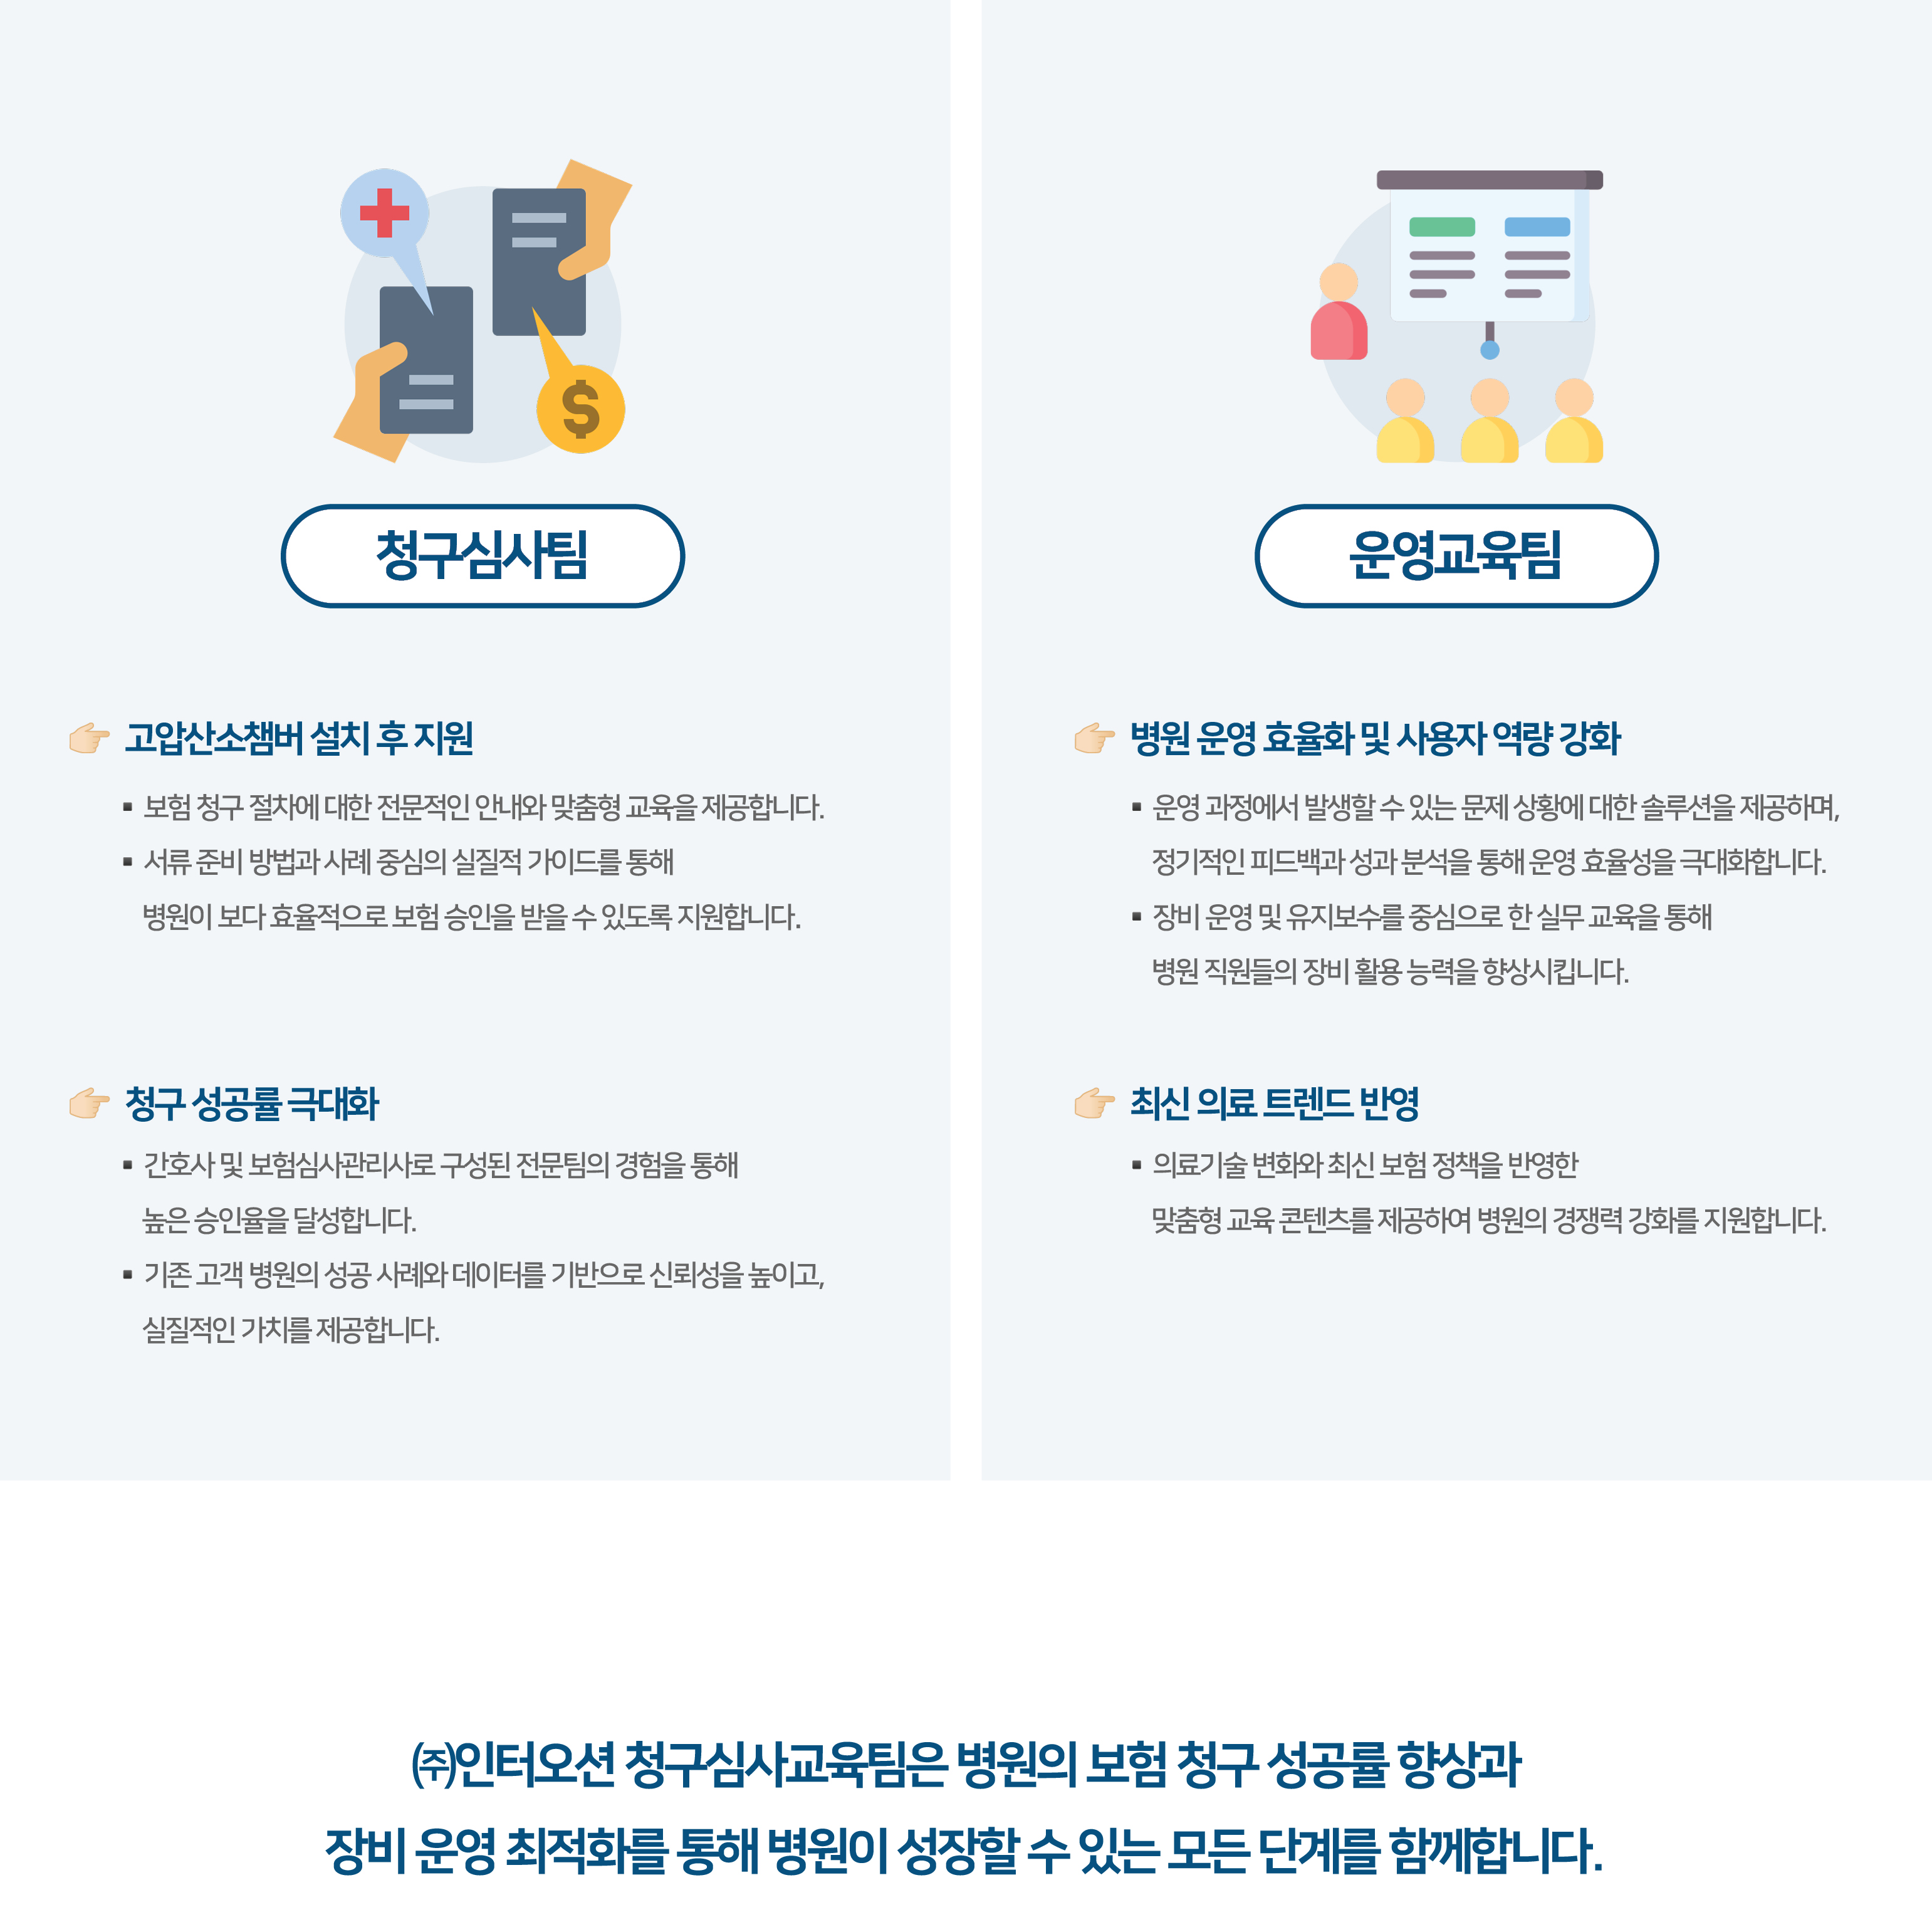 청구심사팀
고압산소챔버 설치 후 지원
▪ 보험 청구 절차에 대한 전문적인 안내와 맞춤형 교육을 제공합니다.
▪ 서류 준비 방법과 사례 중심의 실질적 가이드를 통해
병원이 보다 효율적으로 보험 승인을 받을 수 있도록 지원합니다.
청구 성공률 극대화
▪ 간호사 및 보험심사관리사로 구성된 전문팀의 경험을 통해
높은 승인율을 달성합니다.
▪ 기존 고객 병원의 성공 사례와 데이터를 기반으로 신뢰성을 높이고,
실질적인 가치를 제공합니다.
운영교육팀
병원 운영 효율화 및 사용자 역량 강화
▪ 운영 과정에서 발생할 수 있는 문제 상황에 대한 솔루션을 제공하며,
정기적인 피드백과 성과 분석을 통해 운영 효율성을 극대화합니다.
▪ 장비 운영 및 유지보수를 중심으로 한 실무 교육을 통해
병원 직원들의 장비 활용 능력을 향상시킵니다.
최신 의료 트렌드 반영
▪ 의료기술 변화와 최신 보험 정책을 반영한
맞춤형 교육 콘텐츠를 제공하여 병원의 경쟁력 강화를 지원합니다.
㈜인터오션 청구심사교육팀은 병원의 보험 청구 성공률 향상과
장비 운영 최적화를 통해 병원이 성장할 수 있는 모든 단계를 함께합니다.